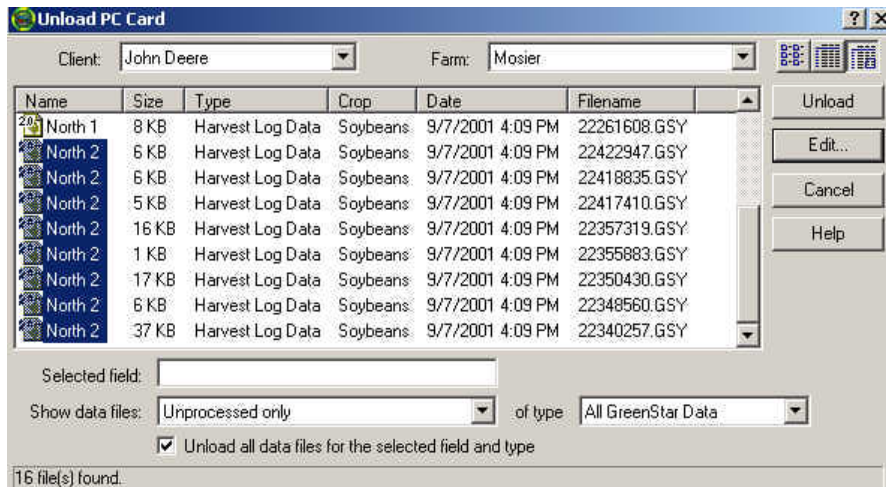 Unload PC Card
Client: John Deere Farm: Mosier
Name Size Type Crop Date Filename
Unload
2.0 North 1 8 KB Harvest Log Data Soybeans 9/7/2001 4:09 PM 22261608.GSY
North 2 6 KB Harvest Log Data Soybeans 9/7/2001 4:09 PM 22422947.GSY
Edit...
North 2 6 KB Harvest Log Data Soybeans 9/7/2001 4:09 PM 22418835.GSY
North 2 5 KB Harvest Log Data Soybeans 9/7/2001 4:09 PM 22417410.GSY
Cancel
North 2 16 KB Harvest Log Data Soybeans 9/7/2001 4:09 PM 22357319.GSY
Help
North 2 1 KB Harvest Log Data Soybeans 9/7/2001 4:09 PM 22355883.GSY
North 2 17 KB Harvest Log Data Soybeans 9/7/2001 4:09 PM 22350430.GSY
North 2 6 KB Harvest Log Data Soybeans 9/7/2001 4:09 PM 22348560.GSY
North 2 37 KB Harvest Log Data Soybeans 9/7/2001 4:09 PM 22340257.GSY
Selected field:
Show data files: Unprocessed only of type All GreenStar Data
Unload all data files for the selected field and type
16 file(s) found.